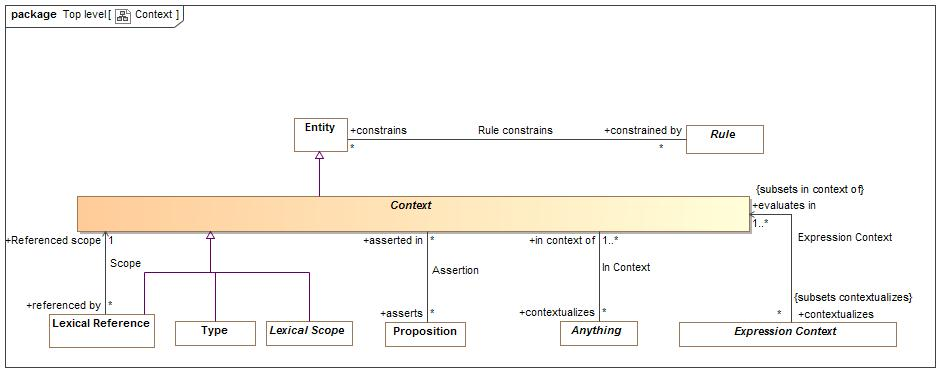 package Top level[ Context ]
Entity
+constrains
Rule constrains
+constrained by
*
*
Rule
{subsets in context of}
Context
+evaluates in
1..*
+Referenced scope
1
+asserted in
*
+in context of
1..*
Expression Context
Scope
Assertion
In Context
{subsets contextualizes}
+referenced by
*
+asserts
*
+contextualizes
*
*
+contextualizes
Lexical Reference
Type
Lexical Scope
Proposition
Anything
Expression Context